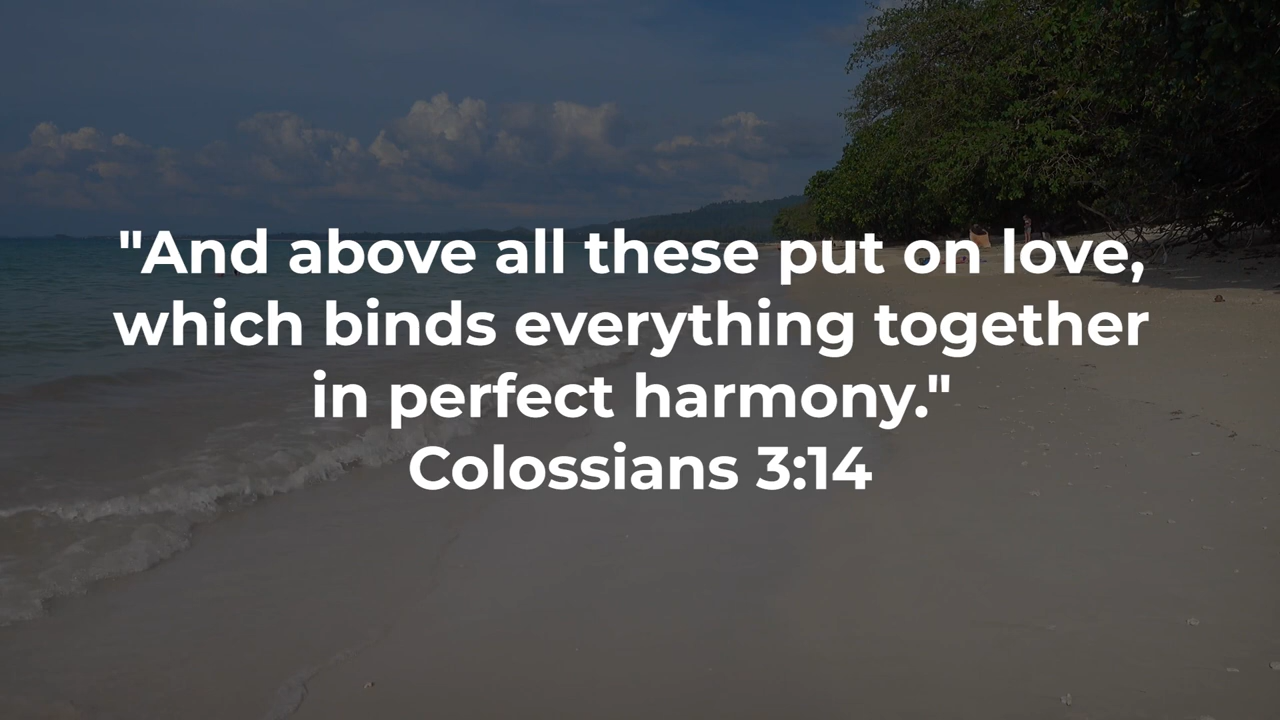 "And above all these put on love,
which binds everything together
in perfect harmony."
Colossians 3:14